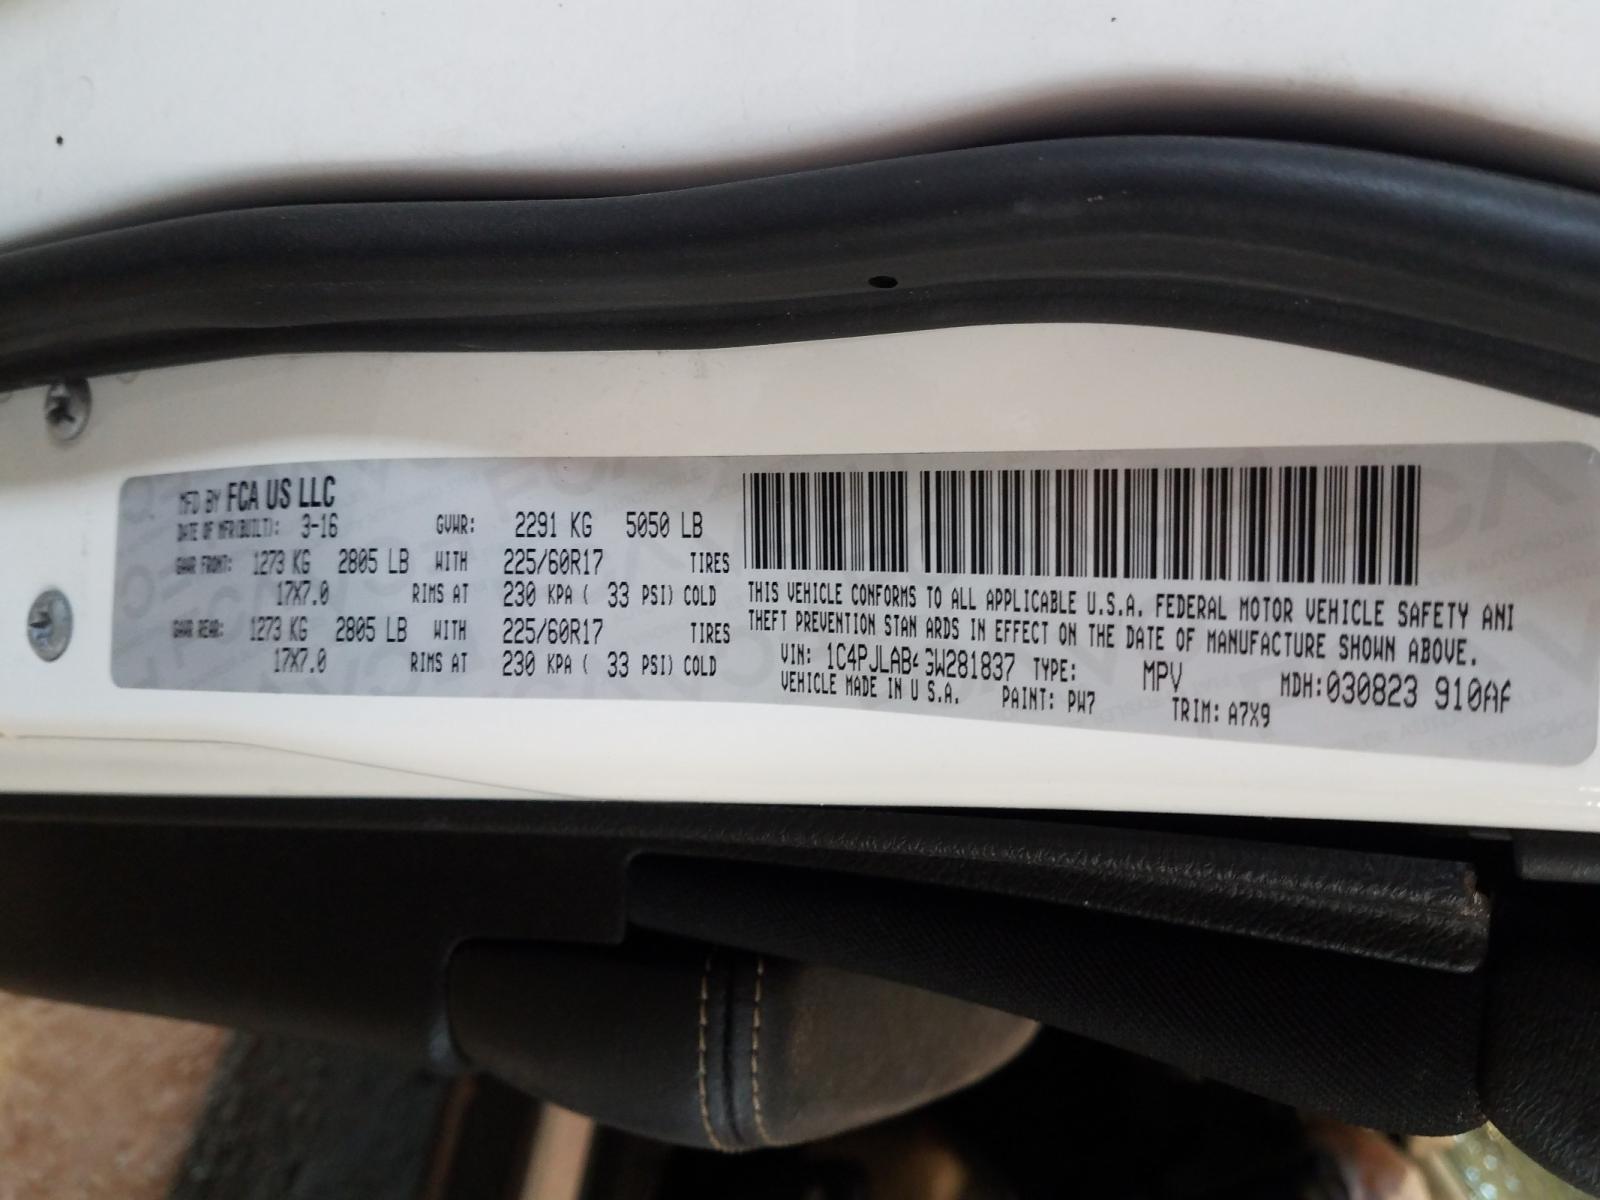 MFD BY FCA US LLC
DATE OF MFR(BUILT): 3-16 GVWR: 2291 KG 5050 LB
GAWR FRONT: 1273 KG 2805 LB WITH 225/60R17 TIRES
17X7.0 RIMS AT 230 KPA ( 33 PSI) COLD
GAWR REAR: 1273 KG 2805 LB WITH 225/60R17 TIRES
17X7.0 RIMS AT 230 KPA ( 33 PSI) COLD
THIS VEHICLE CONFORMS TO ALL APPLICABLE U.S.A. FEDERAL MOTOR VEHICLE SAFETY AN
THEFT PREVENTION STAN ARDS IN EFFECT ON THE DATE OF MANUFACTURE SHOWN ABOVE.
VIN: 1C4PJLAB GW281837 TYPE: MPV MDH:030823 910A
VEHICLE MADE IN U S.A. PAINT: PW7 TRIM: A7X9